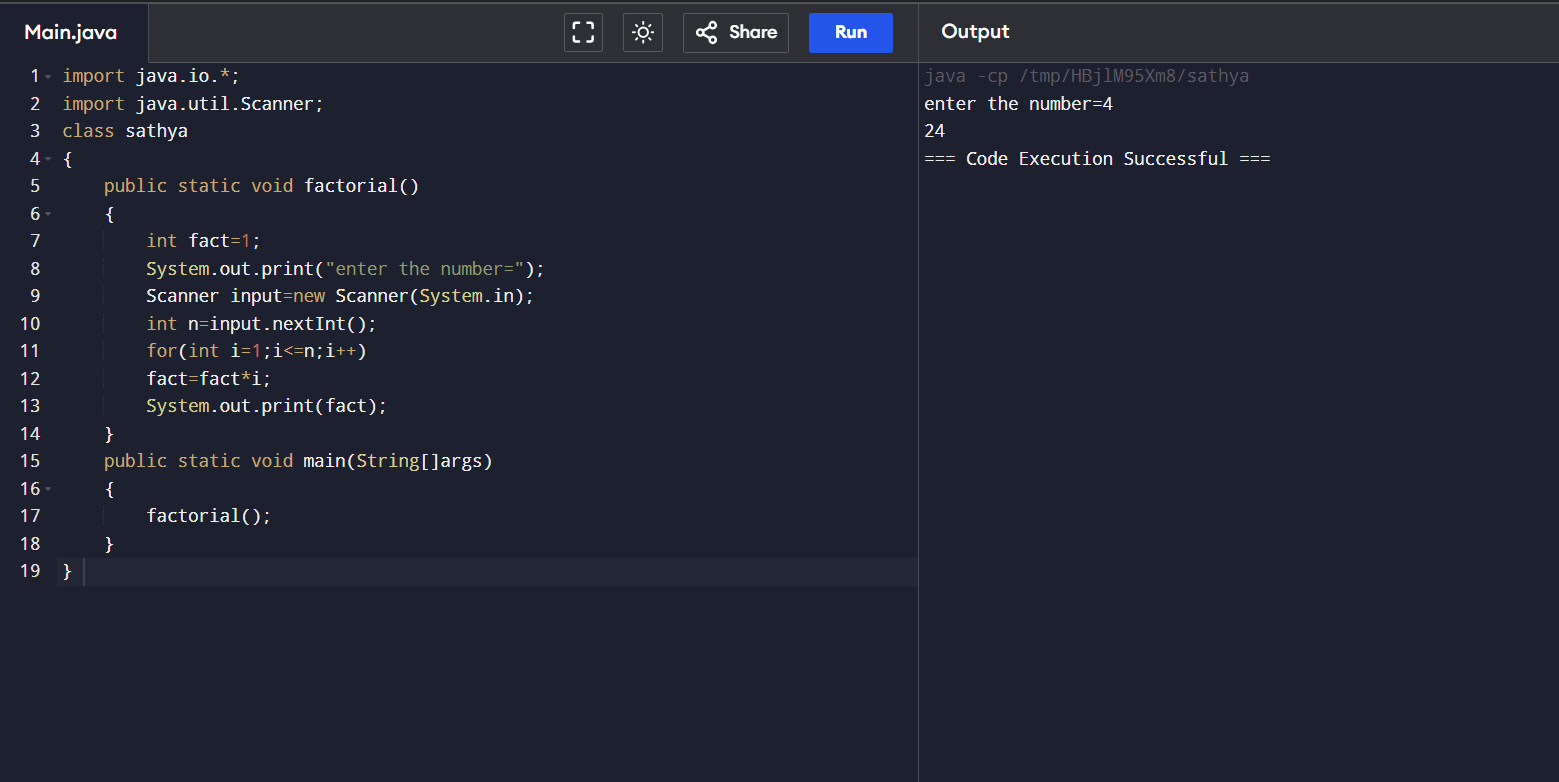 Main.java
Share
Run
Output
1 import java.io.*;
2 import java.util.Scanner;
3 class sathya
4 {
5     public static void factorial()
6     {
7         int fact=1;
8         System.out.print("enter the number=");
9         Scanner input=new Scanner(System.in);
10         int n=input.nextInt();
11         for(int i=1;i<=n;i++)
12         fact=fact*i;
13         System.out.print(fact);
14     }
15     public static void main(String[]args)
16     {
17         factorial();
18     }
19 }
java -cp /tmp/HBjlM95Xm8/sathya
enter the number=4
24
=== Code Execution Successful ===